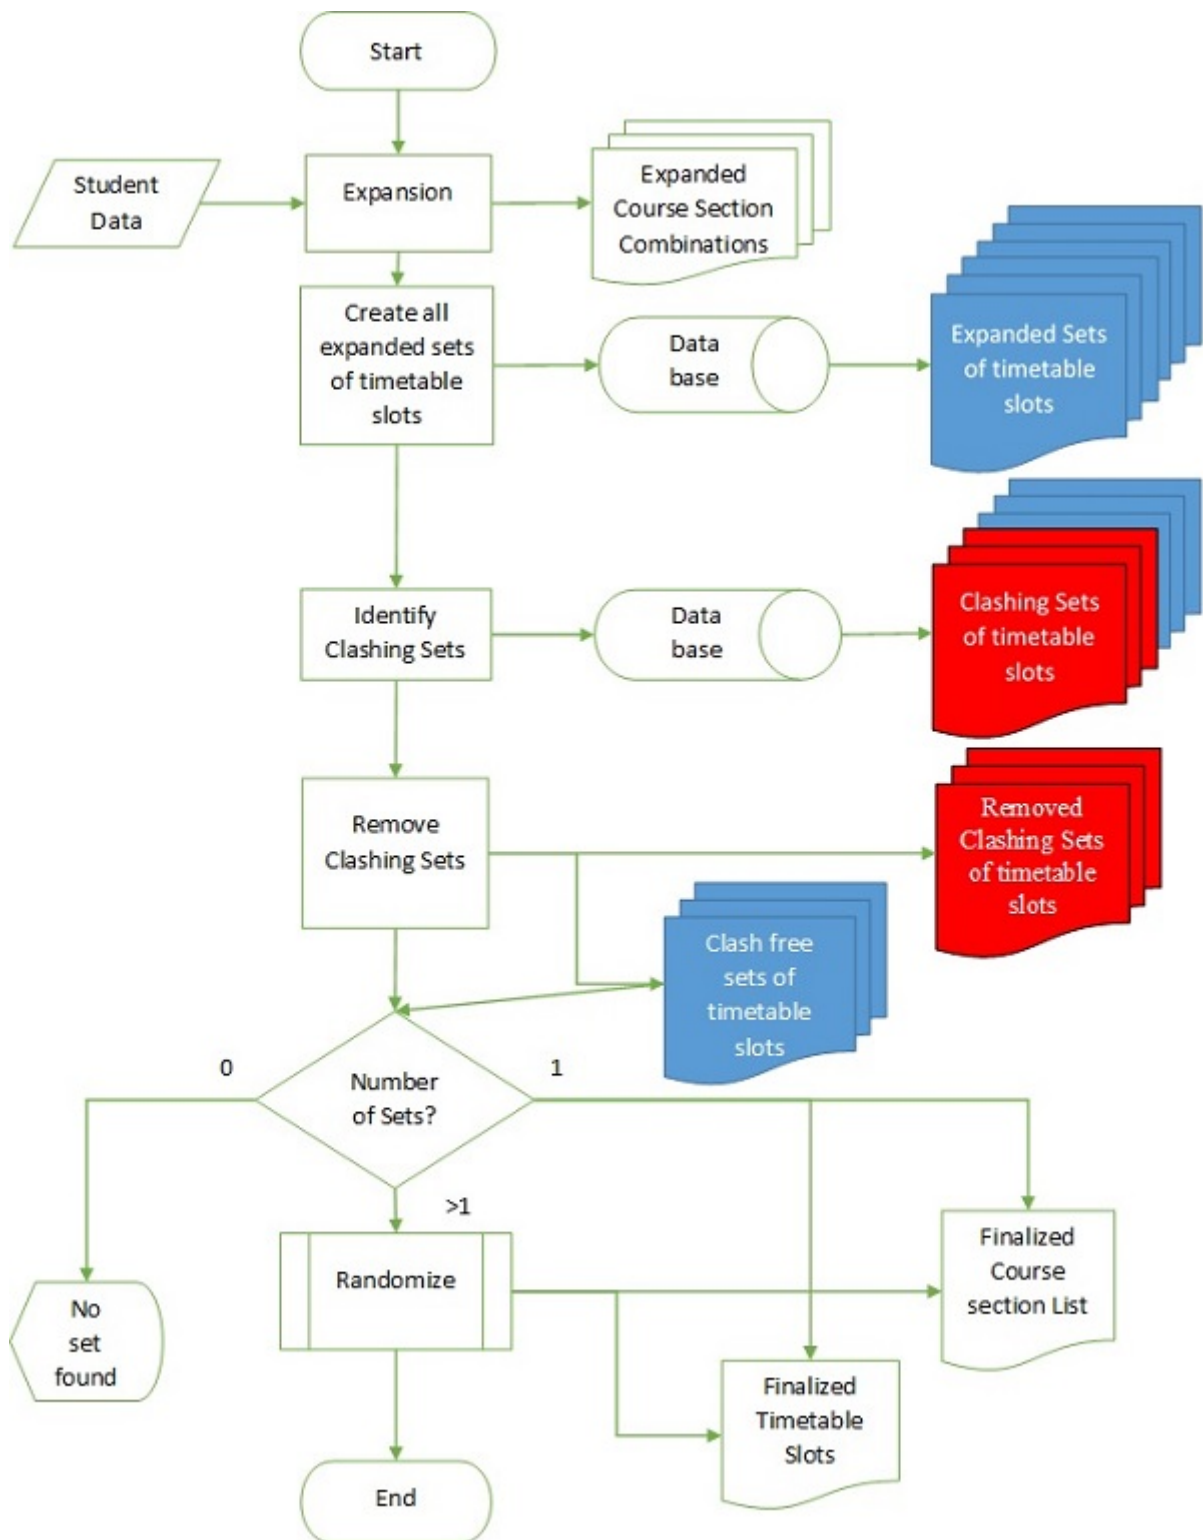 Start
Student
Data
Expansion
Expanded
Course Section
Combinations
Create all
expanded sets
of timetable
slots
Data
base
Expanded Sets
of timetable
slots
Identify
Clashing Sets
Data
base
Clashing Sets
of timetable
slots
Remove
Clashing Sets
Removed
Clashing Sets
of timetable
slots
Clash free
sets of
timetable
slots
0
Number
of Sets?
1
>1
Randomize
Finalized
Course
section List
No
set
found
Finalized
Timetable
Slots
End